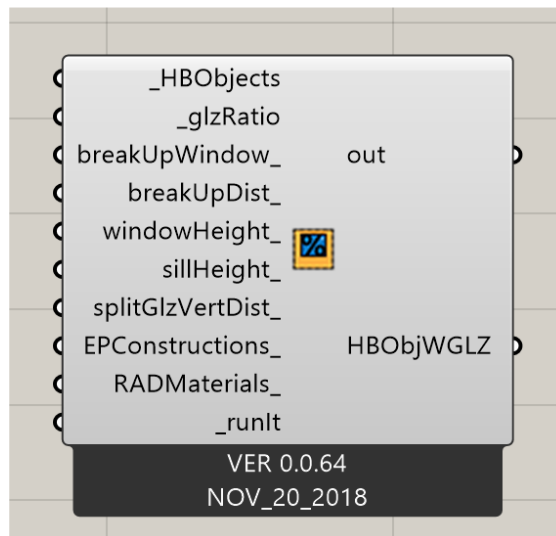 _HBObjects
_glzRatio
breakUpWindow_
out
breakUpDist_
windowHeight_
%
sillHeight_
splitGlzVertDist_
EPConstructions_
HBObjWGLZ
RADMaterials_
_runIt
VER 0.0.64
NOV_20_2018